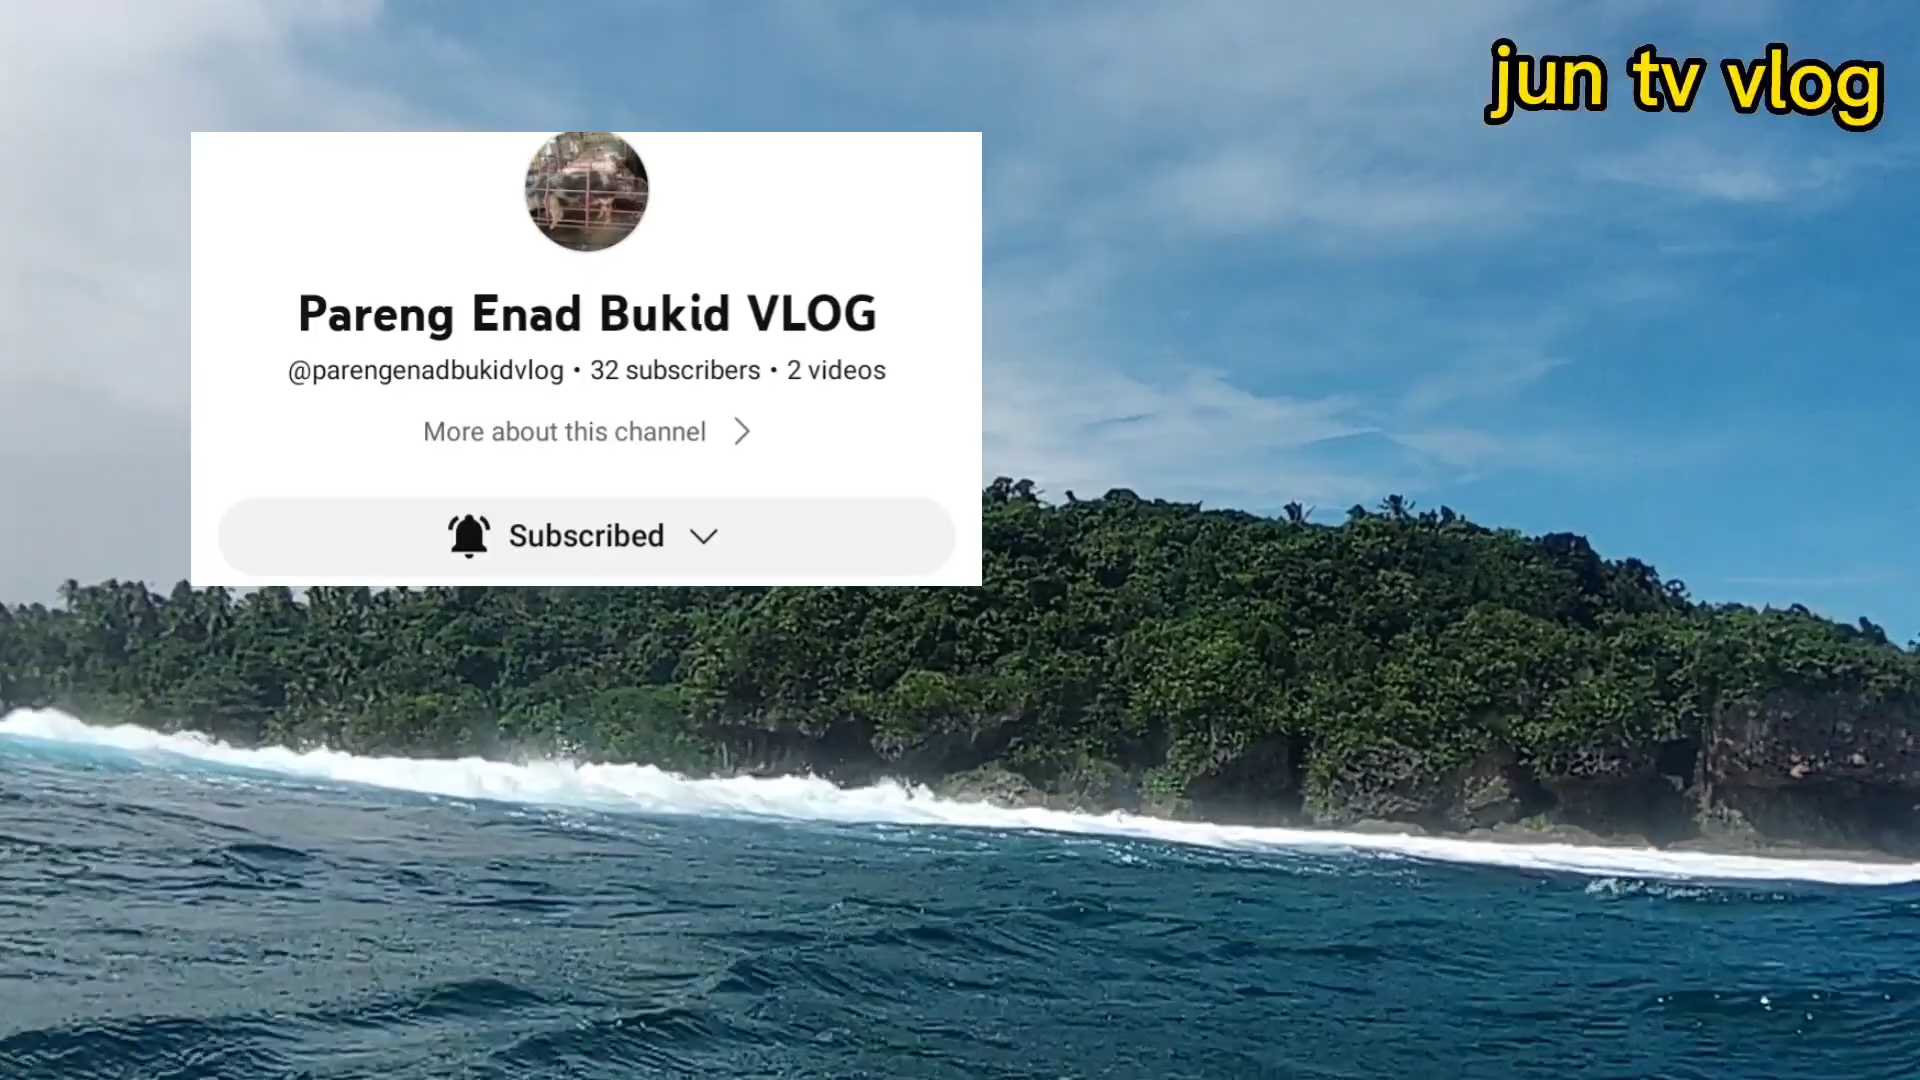 jun tv vlog
Pareng Enad Bukid VLOG
@parengenadbukidvlog • 32 subscribers • 2 videos
More about this channel
Subscribed